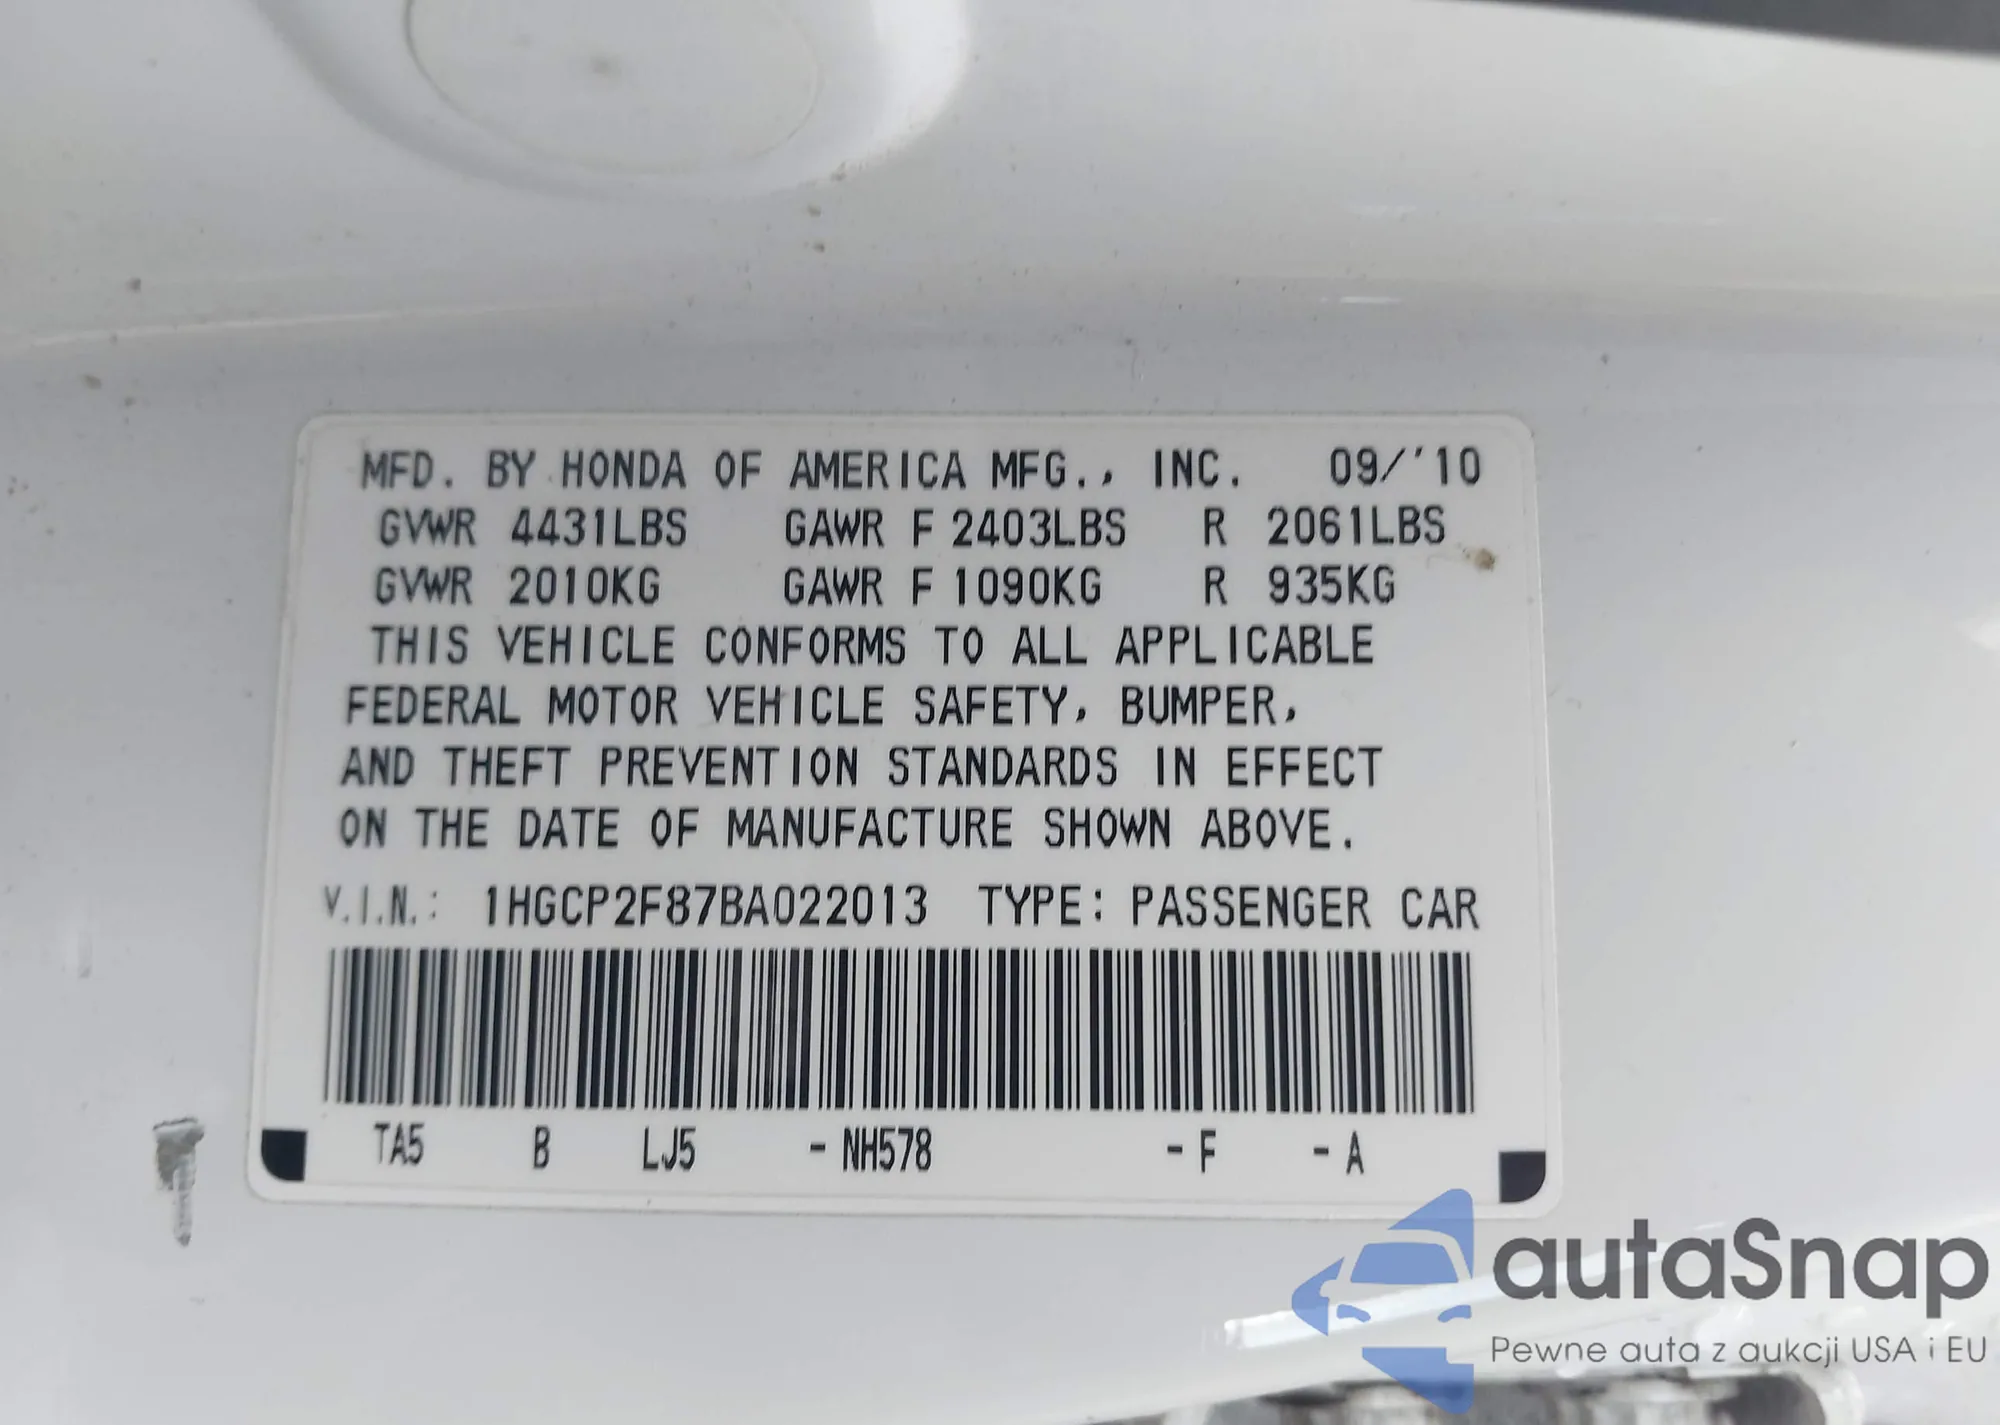 MFD. BY HONDA OF AMERICA MFG., INC. 09/'10
GVWR 4431LBS GAWR F 2403LBS R 2061LBS
GVWR 2010KG GAWR F 1090KG R 935KG
THIS VEHICLE CONFORMS TO ALL APPLICABLE
FEDERAL MOTOR VEHICLE SAFETY, BUMPER,
AND THEFT PREVENTION STANDARDS IN EFFECT
ON THE DATE OF MANUFACTURE SHOWN ABOVE.
V.I.N.: 1HGCP2F87BA022013 TYPE: PASSENGER CAR
TA5 B LJ5 -NH578 -F -A
autaSnap
Pewne auta z aukcji USA i EU